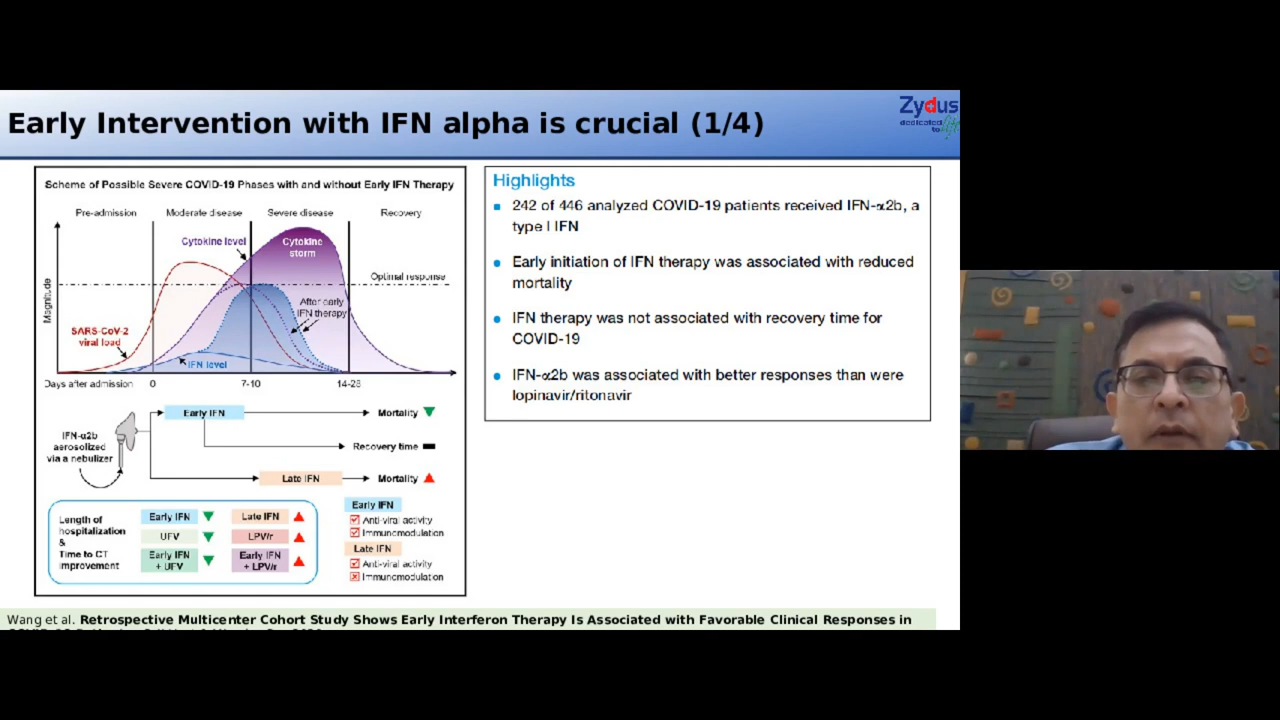 Early Intervention with IFN alpha is crucial (1/4)
Zydus
dedicated
to life
Scheme of Possible Severe COVID-19 Phases with and without Early IFN Therapy
Pre-admission
Moderate disease
Severe disease
Recovery
Cytokine level
Cytokine
storm
Optimal response
Magnitude
After early
IFN therapy
SARS-CoV-2
viral load
IFN level
Days after admission
0
7-10
14-28
Early IFN
Mortality
IFN-α2b
aerosolized
via a nebulizer
Recovery time
Late IFN
Mortality
Length of
hospitalization
&
Time to CT
improvement
Early IFN
Late IFN
UFV
LPV/r
Early IFN
+ UFV
Early IFN
+ LPV/r
Early IFN
Anti-viral activity
Immunomodulation
Late IFN
Anti-viral activity
Immunomodulation
Highlights
242 of 446 analyzed COVID-19 patients received IFN-α2b, a
type I IFN
Early initiation of IFN therapy was associated with reduced
mortality
IFN therapy was not associated with recovery time for
COVID-19
IFN-α2b was associated with better responses than were
lopinavir/ritonavir
Wang et al. Retrospective Multicenter Cohort Study Shows Early Interferon Therapy Is Associated with Favorable Clinical Responses in